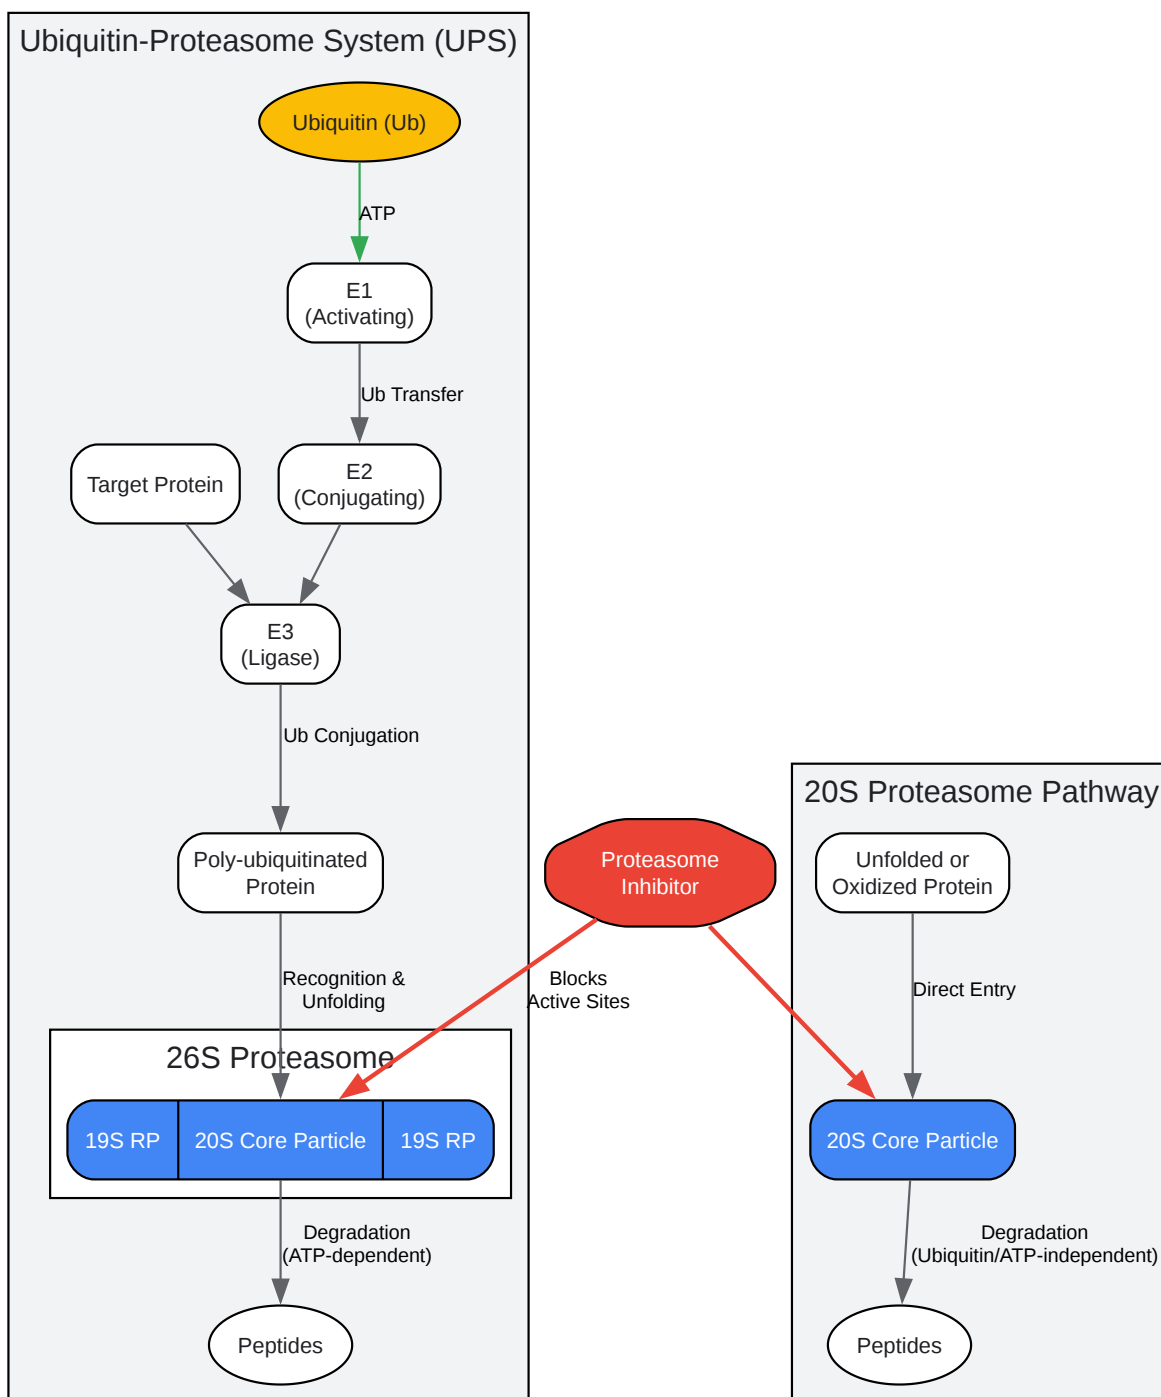 Ubiquitin-Proteasome System (UPS)
Ubiquitin (Ub)
ATP
E1
(Activating)
Ub Transfer
Target Protein
E2
(Conjugating)
E3
(Ligase)
Ub Conjugation
Poly-ubiquitinated
Protein
Recognition &
Unfolding
26S Proteasome
19S RP
20S Core Particle
19S RP
Degradation
(ATP-dependent)
Peptides
Proteasome
Inhibitor
Blocks
Active Sites
20S Proteasome Pathway
Unfolded or
Oxidized Protein
Direct Entry
20S Core Particle
Degradation
(Ubiquitin/ATP-independent)
Peptides